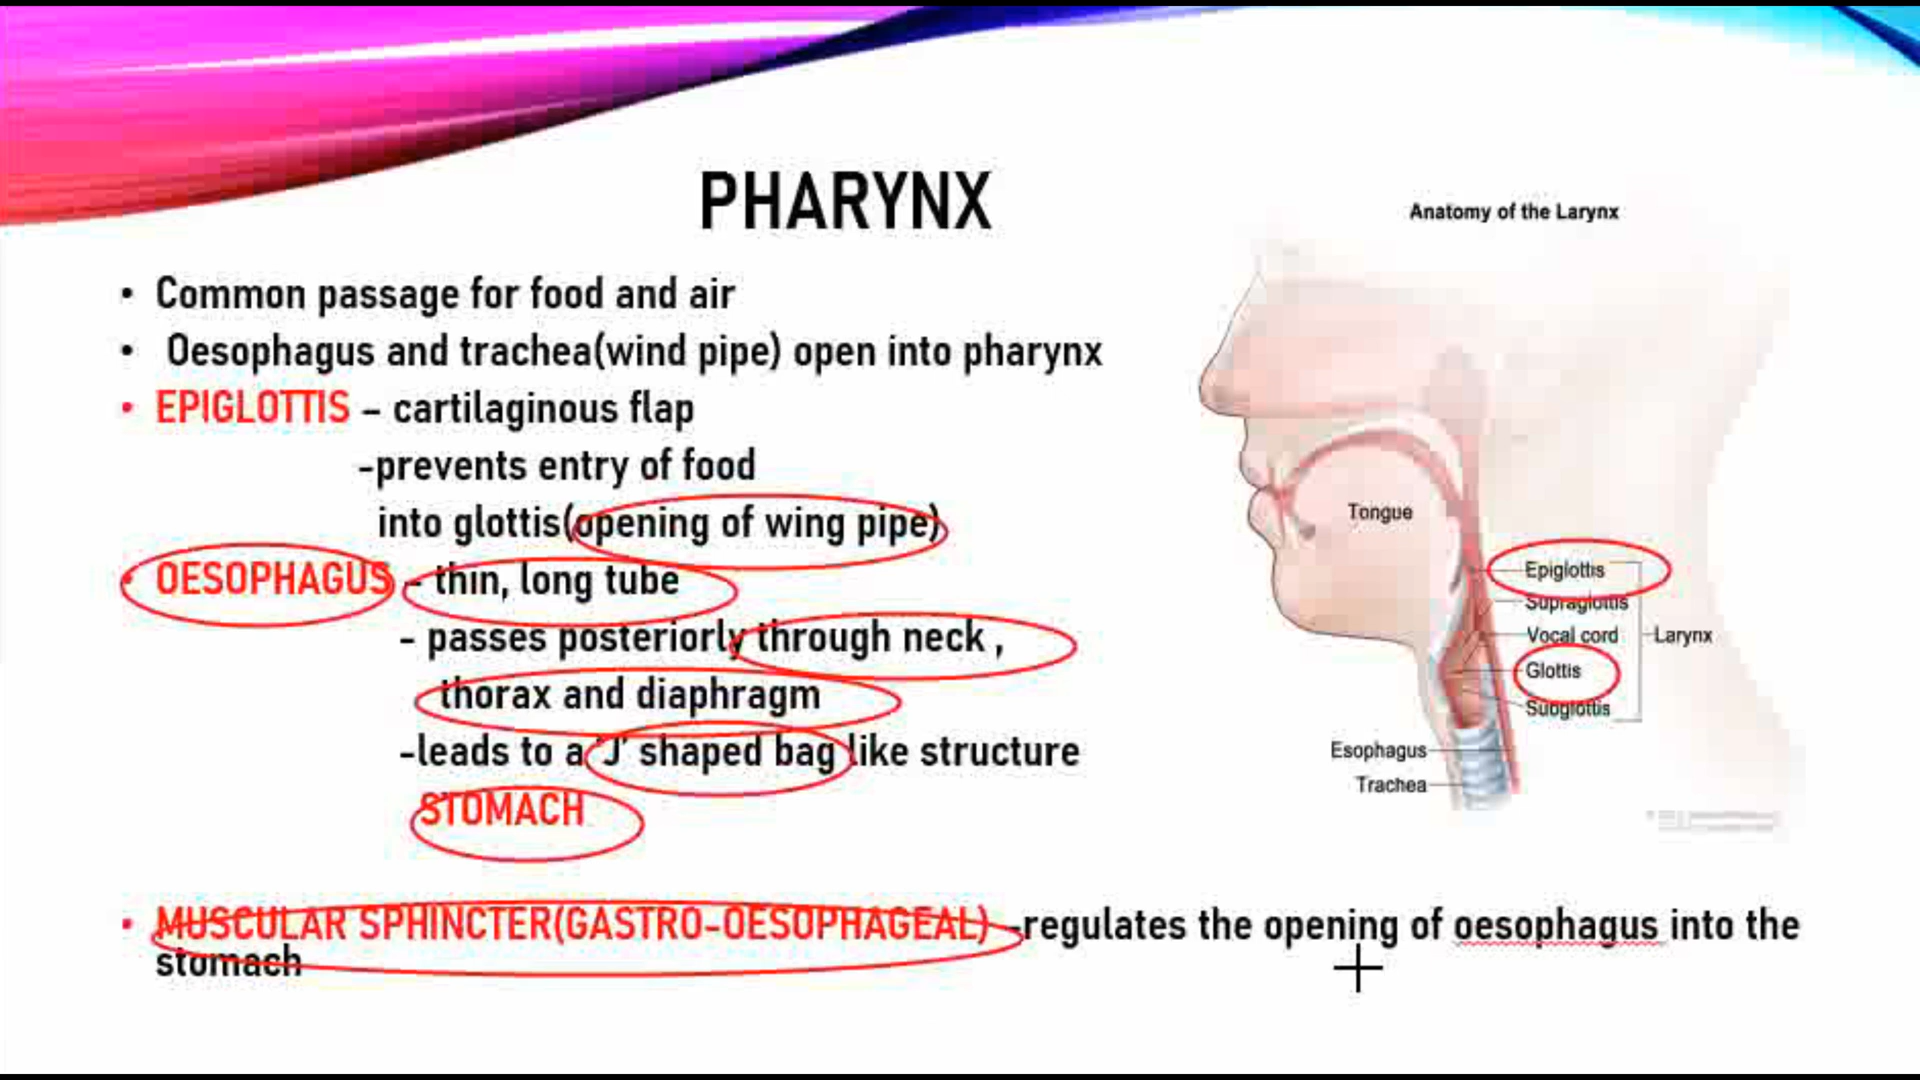 PHARYNX
Anatomy of the Larynx
• Common passage for food and air
• Oesophagus and trachea(wind pipe) open into pharynx
• EPIGLOTTIS – cartilaginous flap
-prevents entry of food
into glottis(opening of wing pipe)
• OESOPHAGUS – thin, long tube
- passes posteriorly through neck ,
thorax and diaphragm
-leads to a 'J' shaped bag like structure
STOMACH
• MUSCULAR SPHINCTER(GASTRO-OESOPHAGEAL) -regulates the opening of oesophagus into the
stomach
Tongue
Epiglottis
Supraglottis
Vocal cord
Larynx
Glottis
Subglottis
Esophagus
Trachea